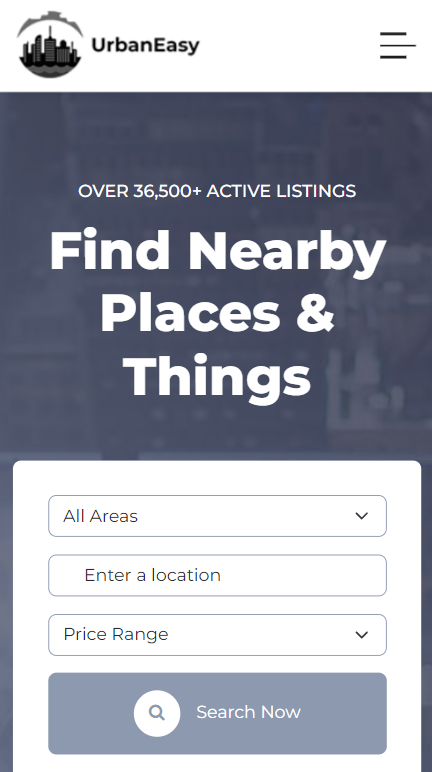 UrbanEasy
OVER 36,500+ ACTIVE LISTINGS
Find Nearby
Places &
Things
All Areas
Enter a location
Price Range
Search Now